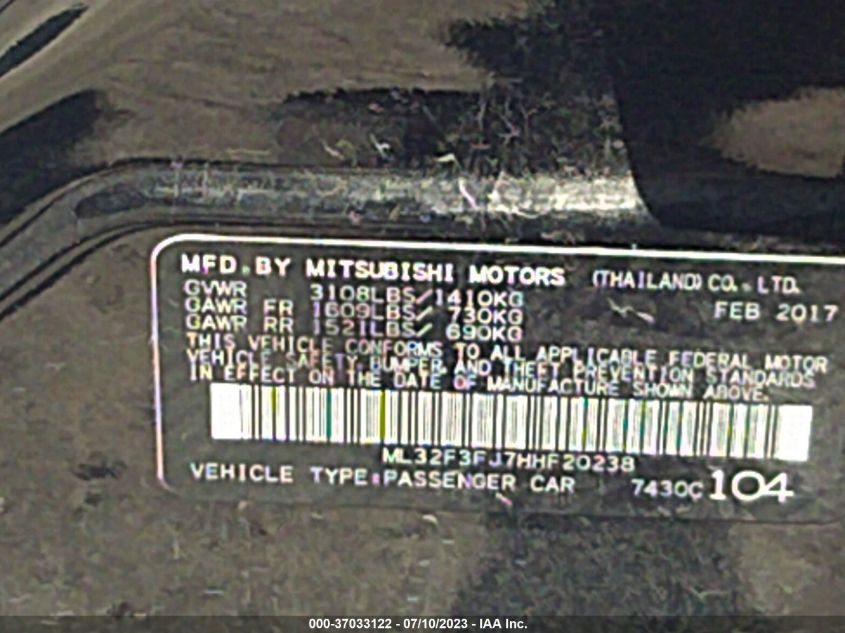 MFD. BY MITSUBISHI MOTORS (THAILAND) CO., LTD.
GVWR 3108LBS/1410KG FEB 2017
GAWR FR 1609LBS/ 730KG
GAWR RR 1521LBS/ 690KG
THIS VEHICLE CONFORMS TO ALL APPLICABLE FEDERAL MOTOR
VEHICLE SAFETY, BUMPER, AND THEFT PREVENTION STANDARDS
IN EFFECT ON THE DATE OF MANUFACTURE SHOWN ABOVE.
ML32F3FJ7HHF20238
VEHICLE TYPE:PASSENGER CAR 7430C 104
000-37033122 - 07/10/2023 - IAA Inc.